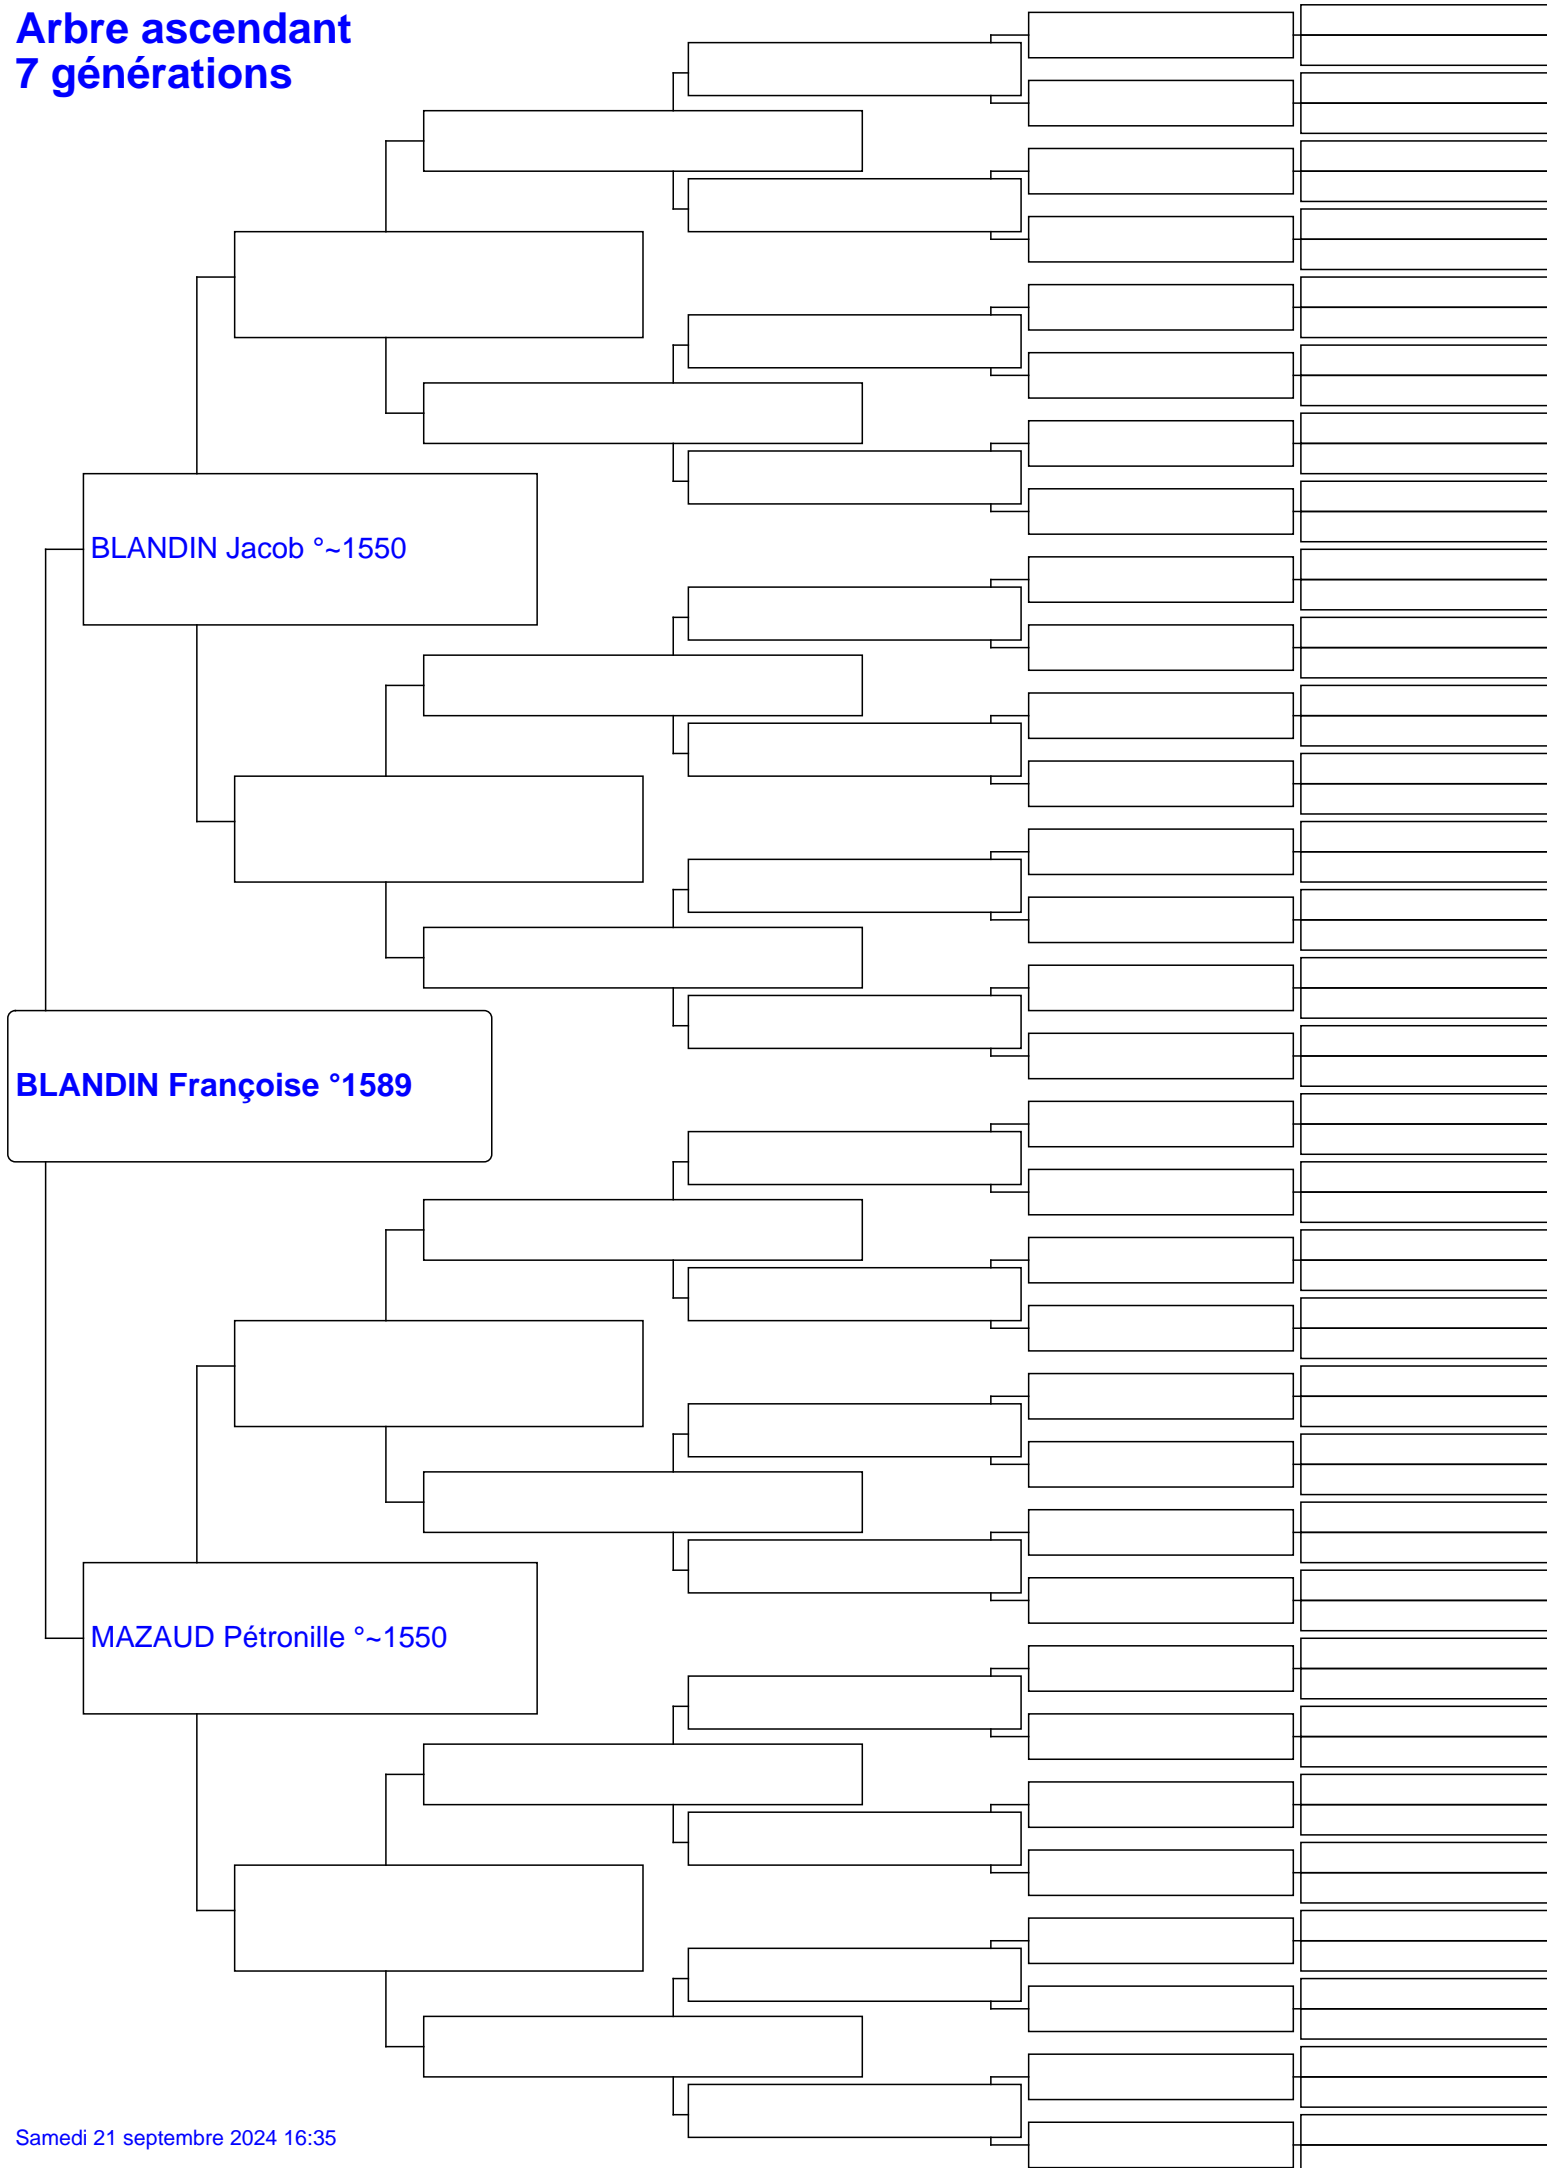 Arbre ascendant
7 générations
BLANDIN Jacob °~1550
BLANDIN Françoise °1589
MAZAUD Pétronille °~1550
Samedi 21 septembre 2024 16:35